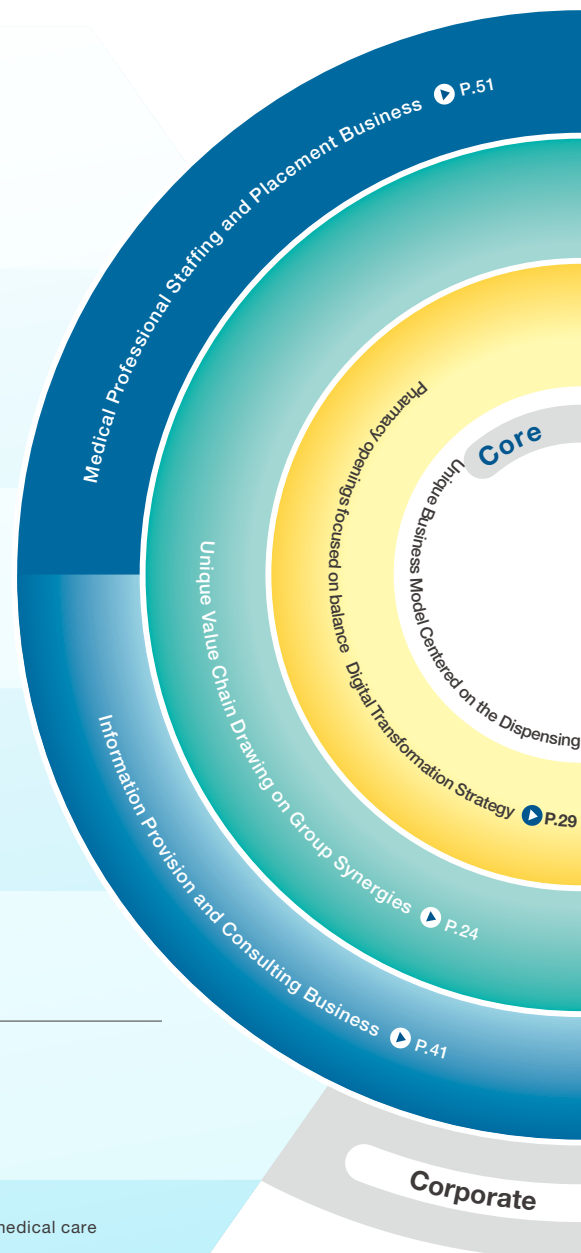 Medical Professional Staffing and Placement Business P.51
Core
Unique Business Model Centered on the Dispensing
Pharmacy openings focused on balance
Digital Transformation Strategy P.29
Unique Value Chain Drawing on Group Synergies P.24
Information Provision and Consulting Business P.41
Corporate
medical care